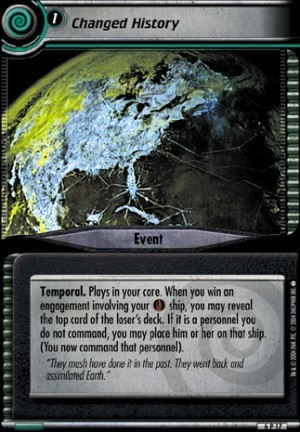 1 Changed History
Event
Temporal. Plays in your core. When you win an
engagement involving your ship, you may reveal
the top card of the loser's deck. If it is a personnel
you do not command, you may place him or her on that ship.
(You now command that personnel).
"They must have done it in the past. They went back and
assimilated Earth."
6 P 17